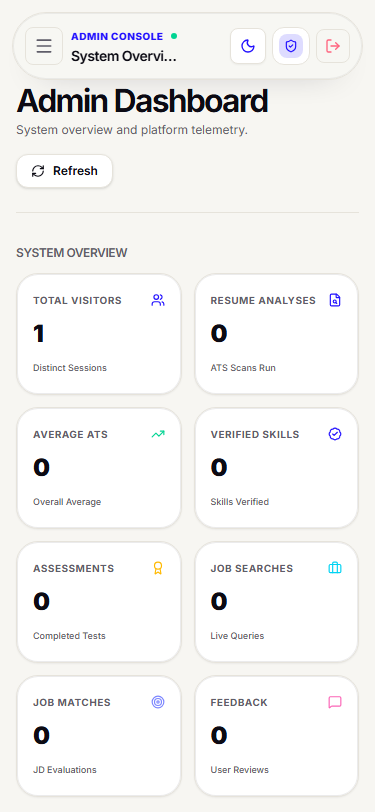 ADMIN CONSOLE
System Overvi...
Admin Dashboard
System overview and platform telemetry.
Refresh
SYSTEM OVERVIEW
TOTAL VISITORS
1
Distinct Sessions
RESUME ANALYSES
0
ATS Scans Run
AVERAGE ATS
0
Overall Average
VERIFIED SKILLS
0
Skills Verified
ASSESSMENTS
0
Completed Tests
JOB SEARCHES
0
Live Queries
JOB MATCHES
0
JD Evaluations
FEEDBACK
0
User Reviews